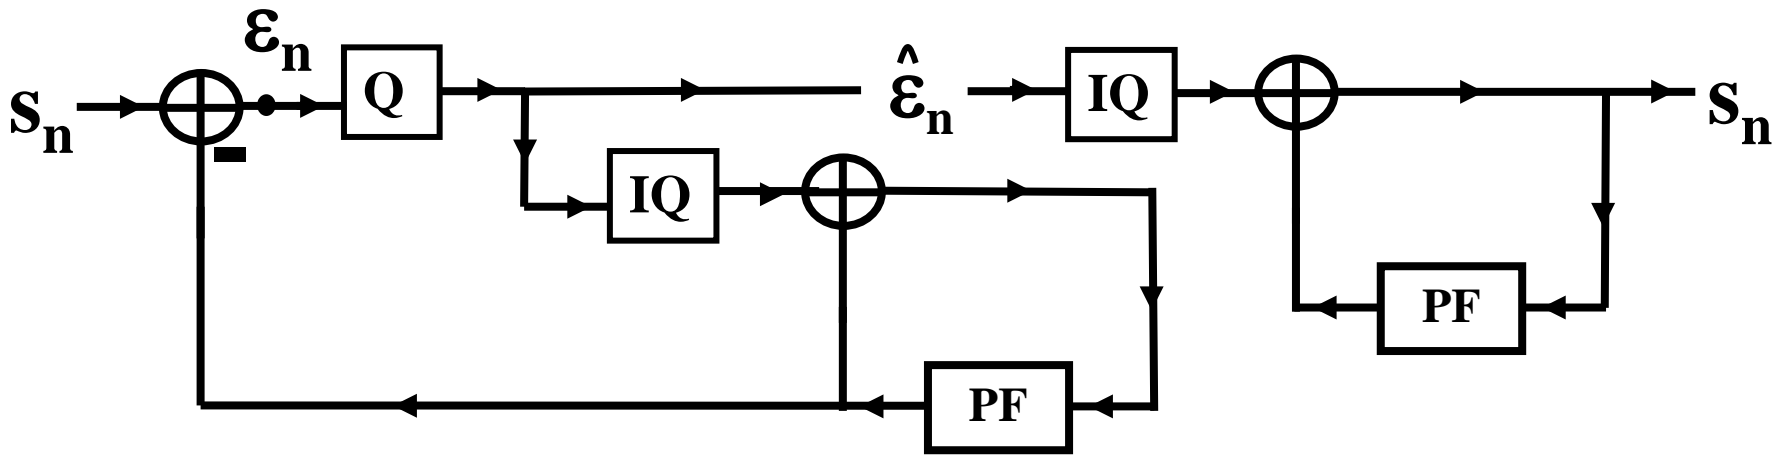 sₙ
εₙ
Q
ε̂ₙ
IQ
sₙ
IQ
PF
PF